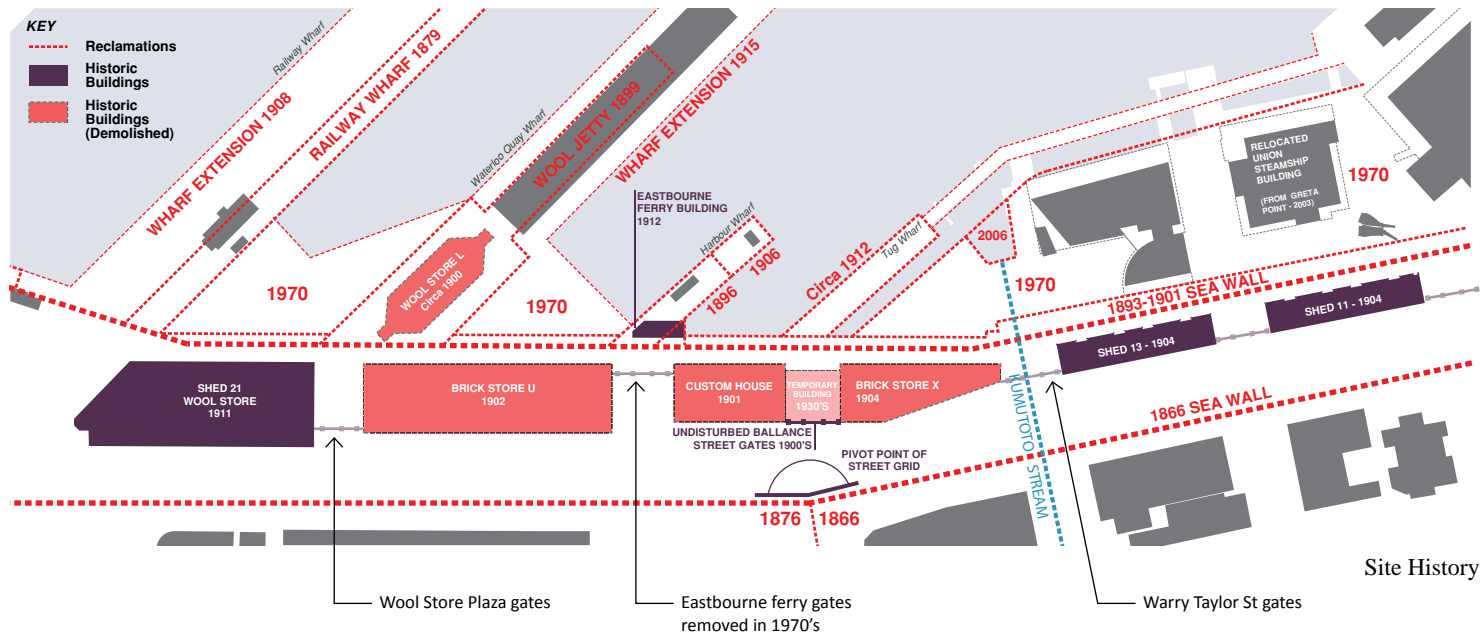 KEY
Reclamations
Historic
Buildings
Historic
Buildings
(Demolished)
Railway Wharf
WHARF EXTENSION 1908
RAILWAY WHARF 1879
Waterloo Quay Wharf
WOOL JETTY 1899
WHARF EXTENSION 1915
EASTBOURNE
FERRY BUILDING
1912
Harbour Wharf
1906
1896
Circa 1912
Tug Wharf
2006
1970
RELOCATED
UNION
STEAMSHIP
BUILDING
(FROM GRETA
POINT - 2003)
1970
1970
WOOL STORE L
Circa 1900
1970
1893-1901 SEA WALL
SHED 11 - 1904
SHED 13 - 1904
SHED 21
WOOL STORE
1911
BRICK STORE U
1902
CUSTOM HOUSE
1901
TEMPORARY
BUILDING
1930'S
BRICK STORE X
1904
KUMUTOTO STREAM
1866 SEA WALL
UNDISTURBED BALLANCE
STREET GATES 1900'S
PIVOT POINT OF
STREET GRID
1876
1866
Site History
Wool Store Plaza gates
Eastbourne ferry gates
removed in 1970's
Warry Taylor St gates